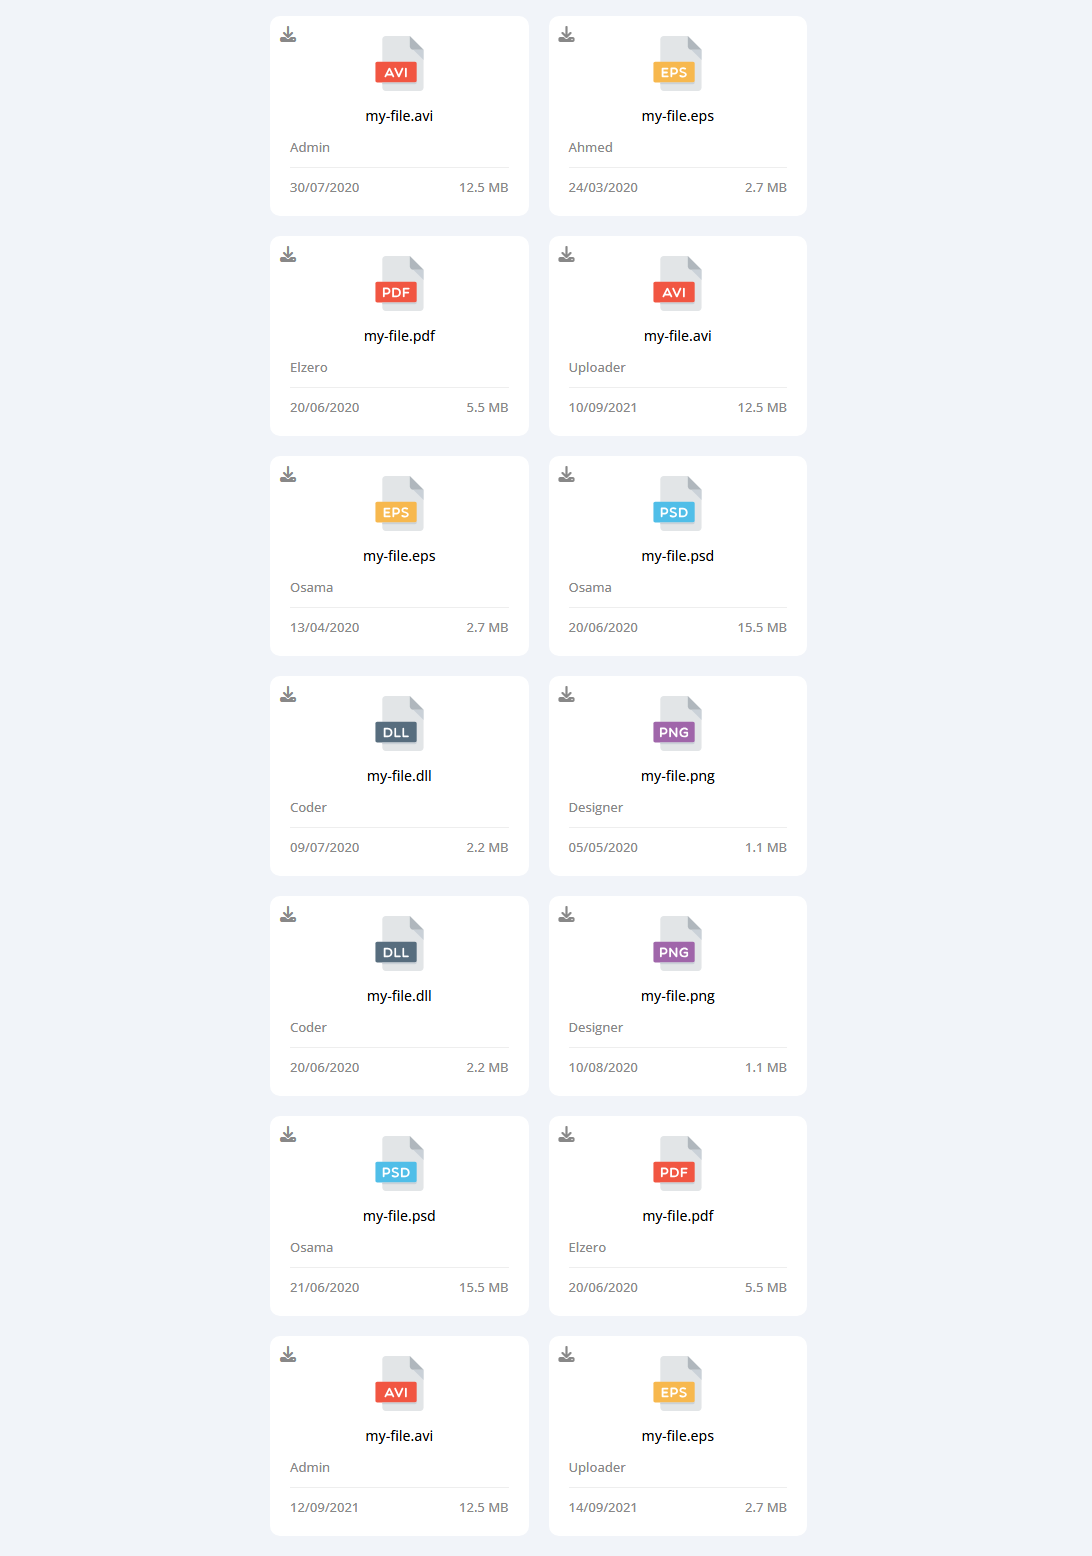 AVI
my-file.avi
Admin
30/07/2020 12.5 MB
EPS
my-file.eps
Ahmed
24/03/2020 2.7 MB
PDF
my-file.pdf
Elzero
20/06/2020 5.5 MB
AVI
my-file.avi
Uploader
10/09/2021 12.5 MB
EPS
my-file.eps
Osama
13/04/2020 2.7 MB
PSD
my-file.psd
Osama
20/06/2020 15.5 MB
DLL
my-file.dll
Coder
09/07/2020 2.2 MB
PNG
my-file.png
Designer
05/05/2020 1.1 MB
DLL
my-file.dll
Coder
20/06/2020 2.2 MB
PNG
my-file.png
Designer
10/08/2020 1.1 MB
PSD
my-file.psd
Osama
21/06/2020 15.5 MB
PDF
my-file.pdf
Elzero
20/06/2020 5.5 MB
AVI
my-file.avi
Admin
12/09/2021 12.5 MB
EPS
my-file.eps
Uploader
14/09/2021 2.7 MB